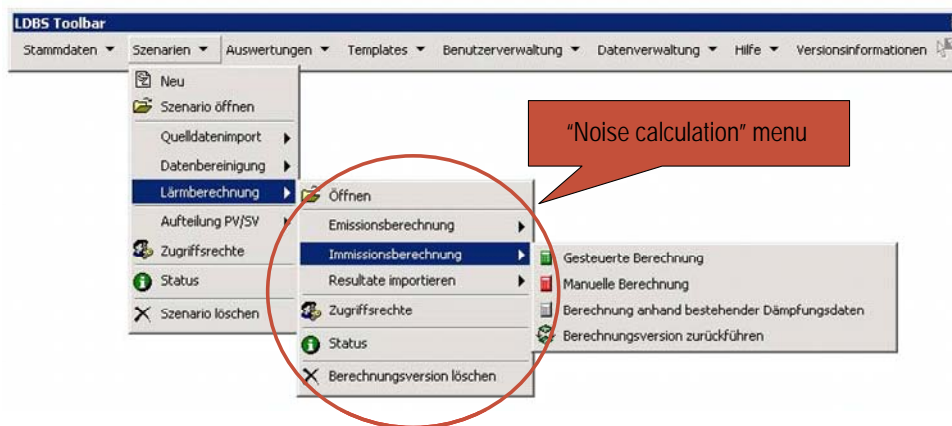 LDBS Toolbar
Stammdaten Szenarien Auswertungen Templates Benutzerverwaltung Datenverwaltung Hilfe Versionsinformationen
Neu
Szenario öffnen
Quelldatenimport
Datenbereinigung
Lärmberechnung
Aufteilung PV/SV
Zugriffsrechte
Status
Szenario löschen
"Noise calculation" menu
Öffnen
Emissionsberechnung
Immissionsberechnung
Resultate importieren
Zugriffsrechte
Status
Berechnungsversion löschen
Gesteuerte Berechnung
Manuelle Berechnung
Berechnung anhand bestehender Dämpfungsdaten
Berechnungsversion zurückführen